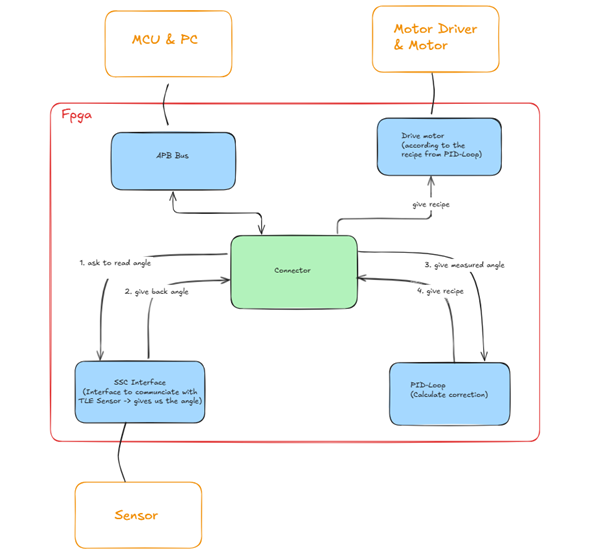 MCU & PC
Motor Driver
& Motor
Fpga
APB Bus
Drive motor
(according to the
recipe from PID-Loop)
give recipe
1. ask to read angle
2. give back angle
Connector
3. give measured angle
4. give recipe
SSC Interface
(Interface to communciate with
TLE Sensor -> gives us the angle)
PID-Loop
(Calculate correction)
Sensor